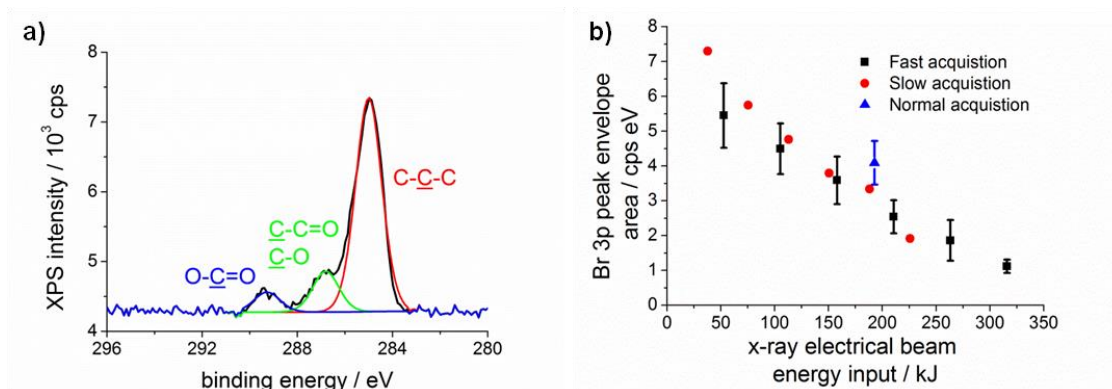 a)
XPS intensity / 10³ cps
8
7
6
5
4
C-C-C
C-C=O
C-O
O-C=O
296 292 288 284 280
binding energy / eV
b)
Br 3p peak envelope
area / cps eV
8
7
6
5
4
3
2
1
0
Fast acquistion
Slow acquistion
Normal acquistion
0 50 100 150 200 250 300 350
x-ray electrical beam
energy input / kJ